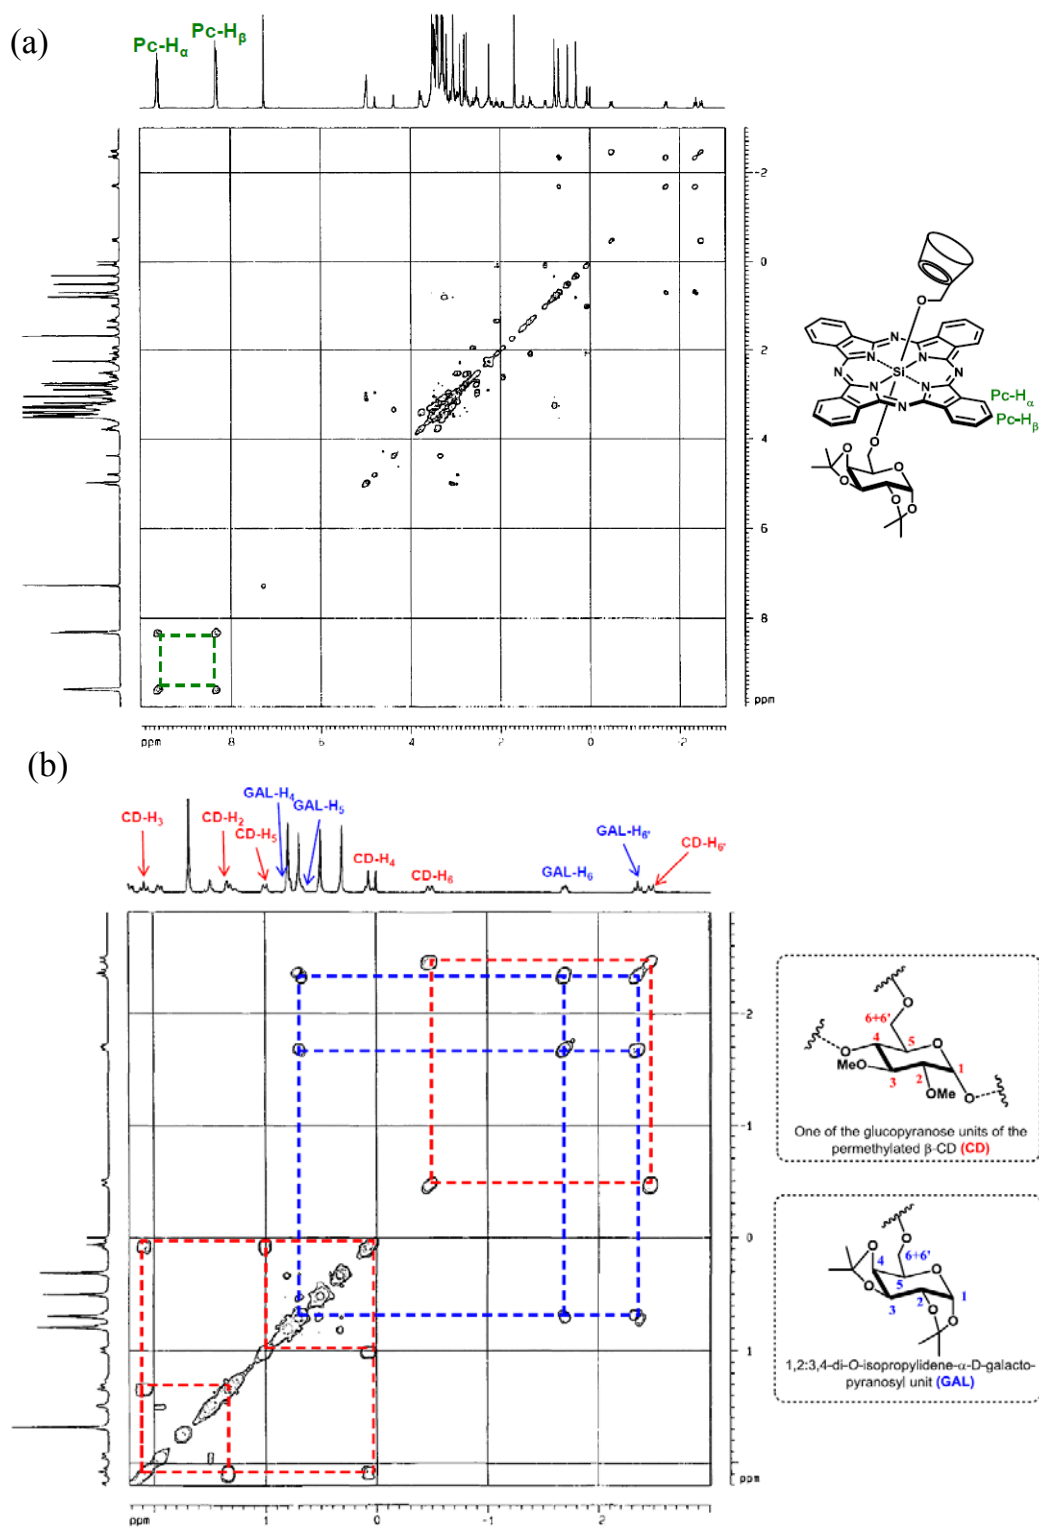 (a)
Pc-Hα
Pc-Hβ
-2
0
2
4
6
8
ppm
ppm 8 6 4 2 0 -2
O
Si
N
N
N
N
N
N
N
N
Pc-Hα
Pc-Hβ
O
O
O
O
O
O
(b)
CD-H3
CD-H2
CD-H5
GAL-H4
GAL-H5
CD-H4
CD-H6
GAL-H6
GAL-H6'
CD-H6'
-2
-1
0
1
2
ppm
ppm 1 0 -1 -2
O
6+6'
4
5
O
O
1
MeO
3
2
OMe
O
One of the glucopyranose units of the
permethylated β-CD (CD)
O
O
6+6'
4
5
O
O
3
2
1
O
O
1,2:3,4-di-O-isopropylidene-α-D-galacto-
pyranosyl unit (GAL)